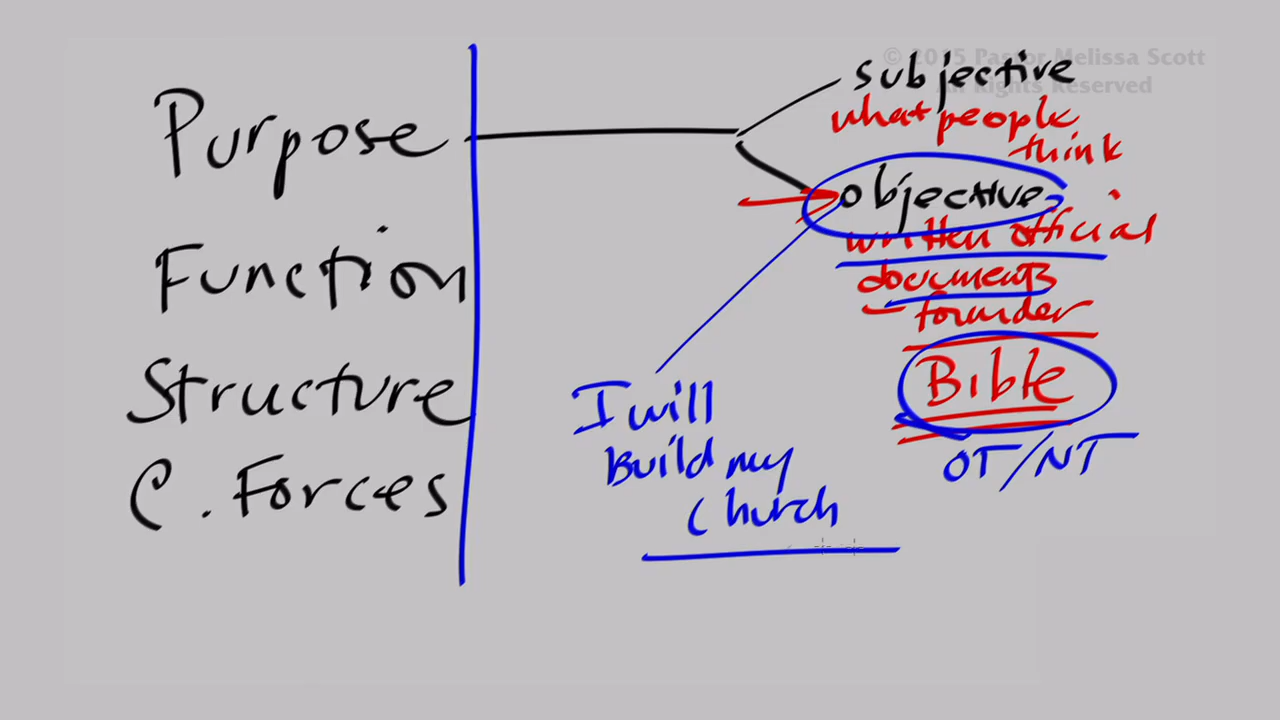 © 2015 Pastor Melissa Scott
All Rights Reserved
subjective
what people
think
Purpose
objective
written official
documents
founder
Function
Bible
Structure
I will
Build my
OT/NT
Church
C. Forces